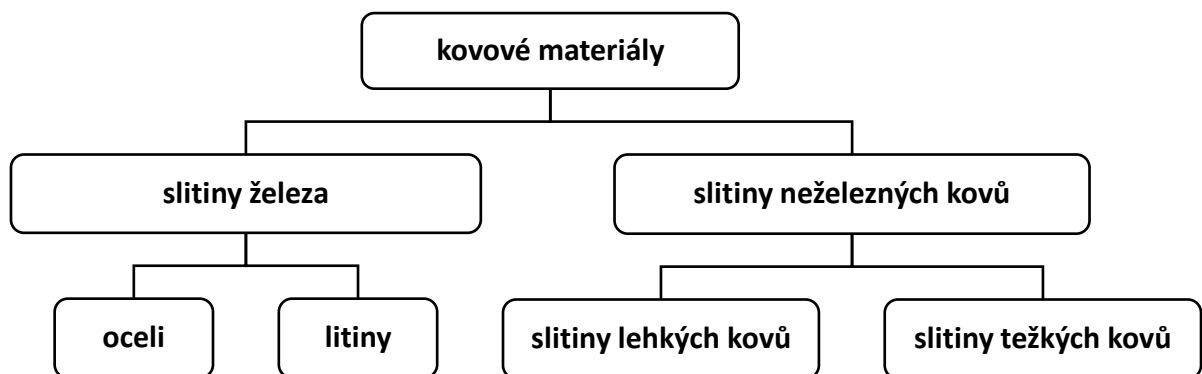 kovové materiály
slitiny železa
slitiny neželezných kovů
oceli
litiny
slitiny lehkých kovů
slitiny težkých kovů